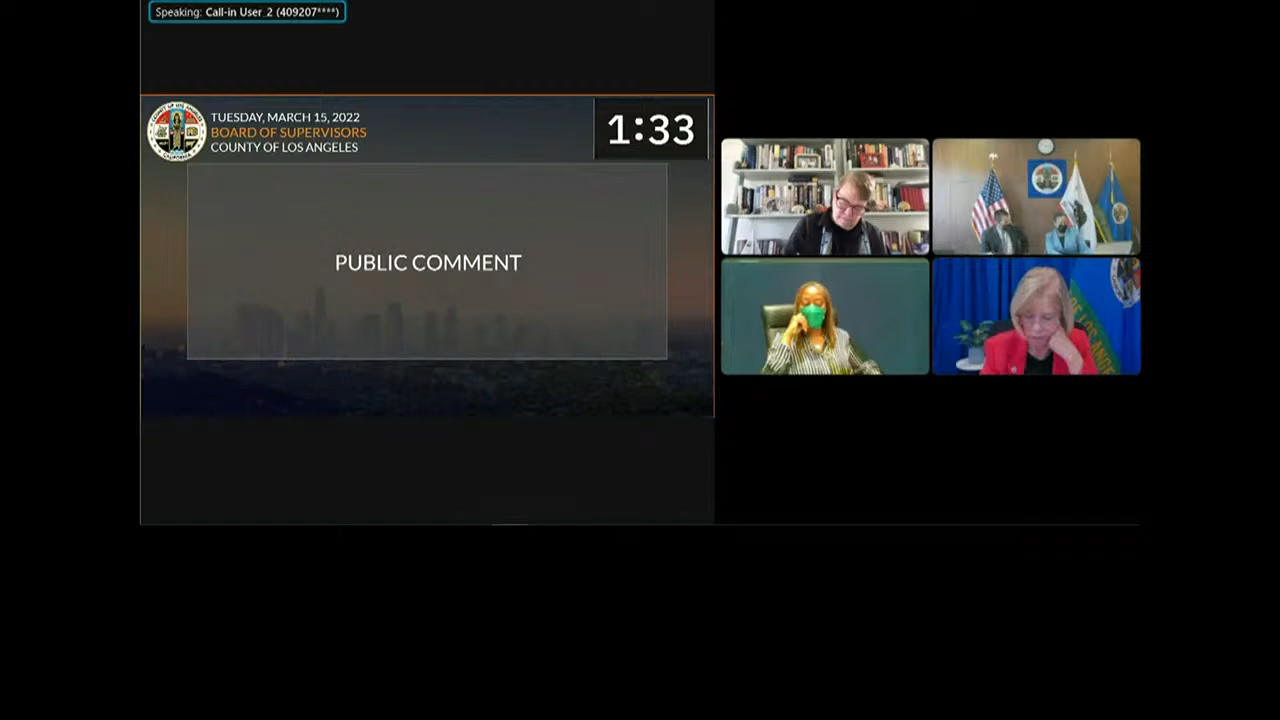 Speaking: Call-in User_2 (409207****)
TUESDAY, MARCH 15, 2022
BOARD OF SUPERVISORS
COUNTY OF LOS ANGELES
1:33
PUBLIC COMMENT